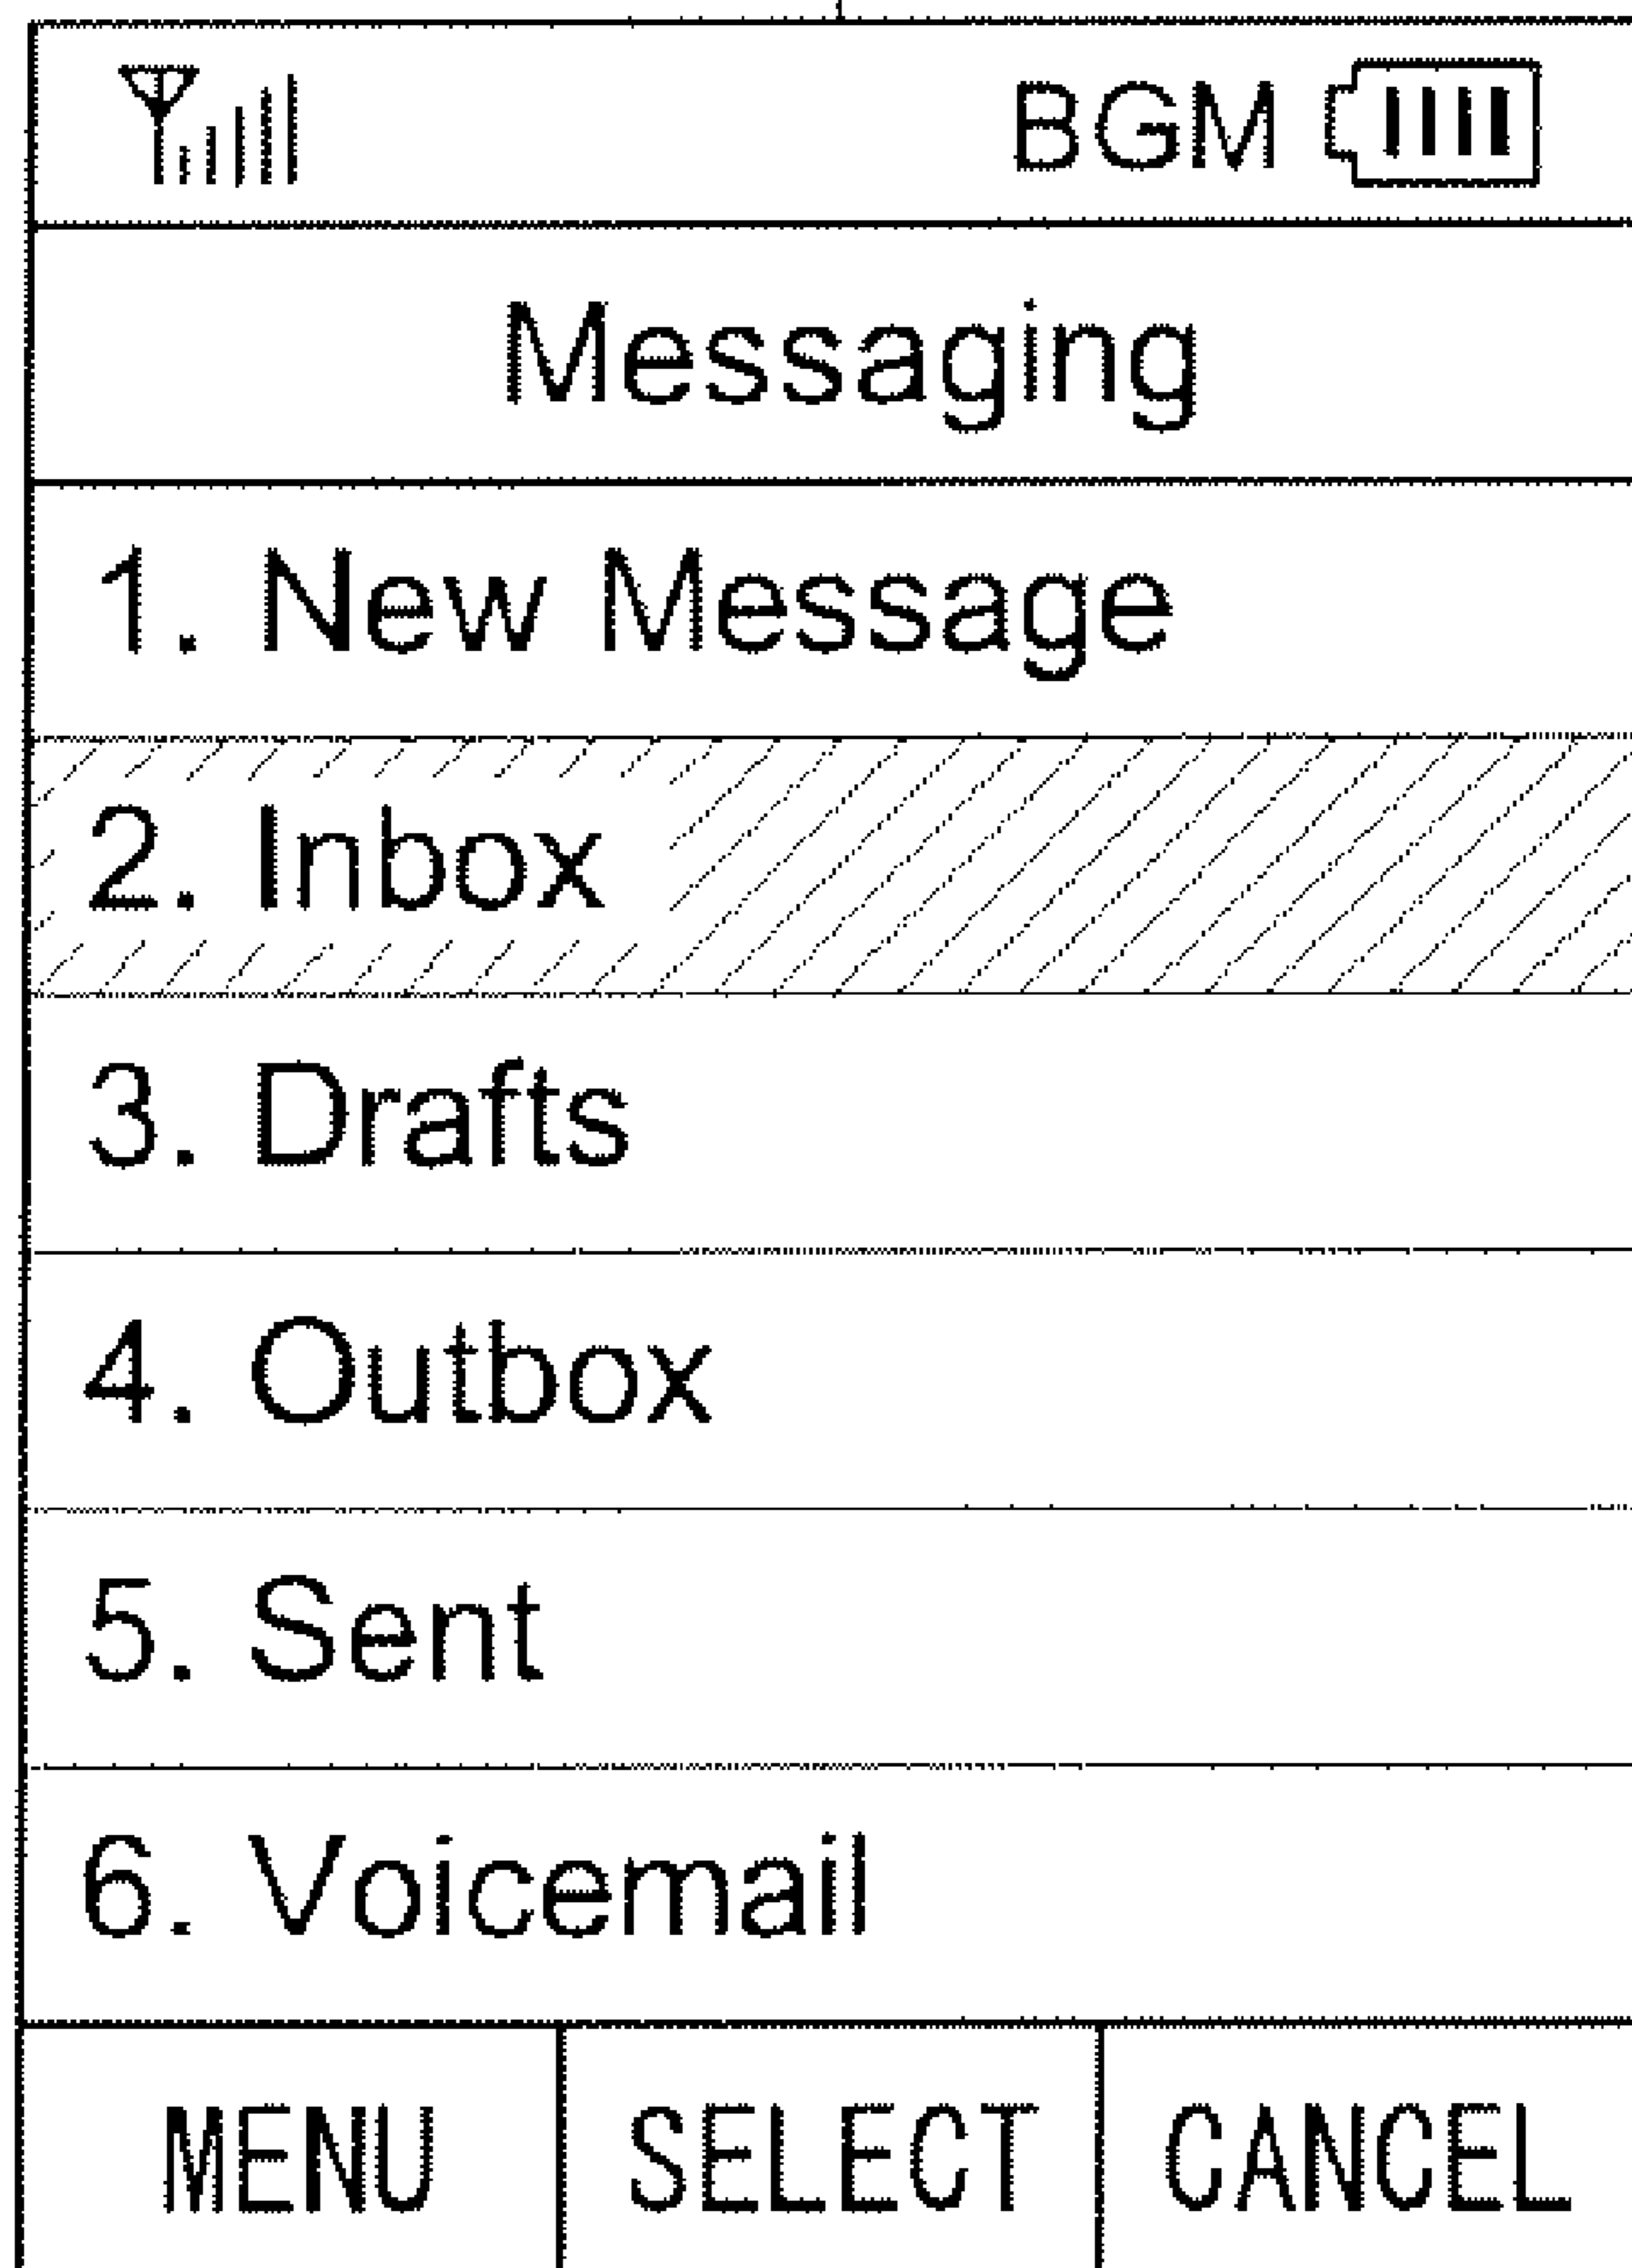 BGM
Messaging
1. New Message
2. Inbox
3. Drafts
4. Outbox
5. Sent
6. Voicemail
MENU SELECT CANCEL